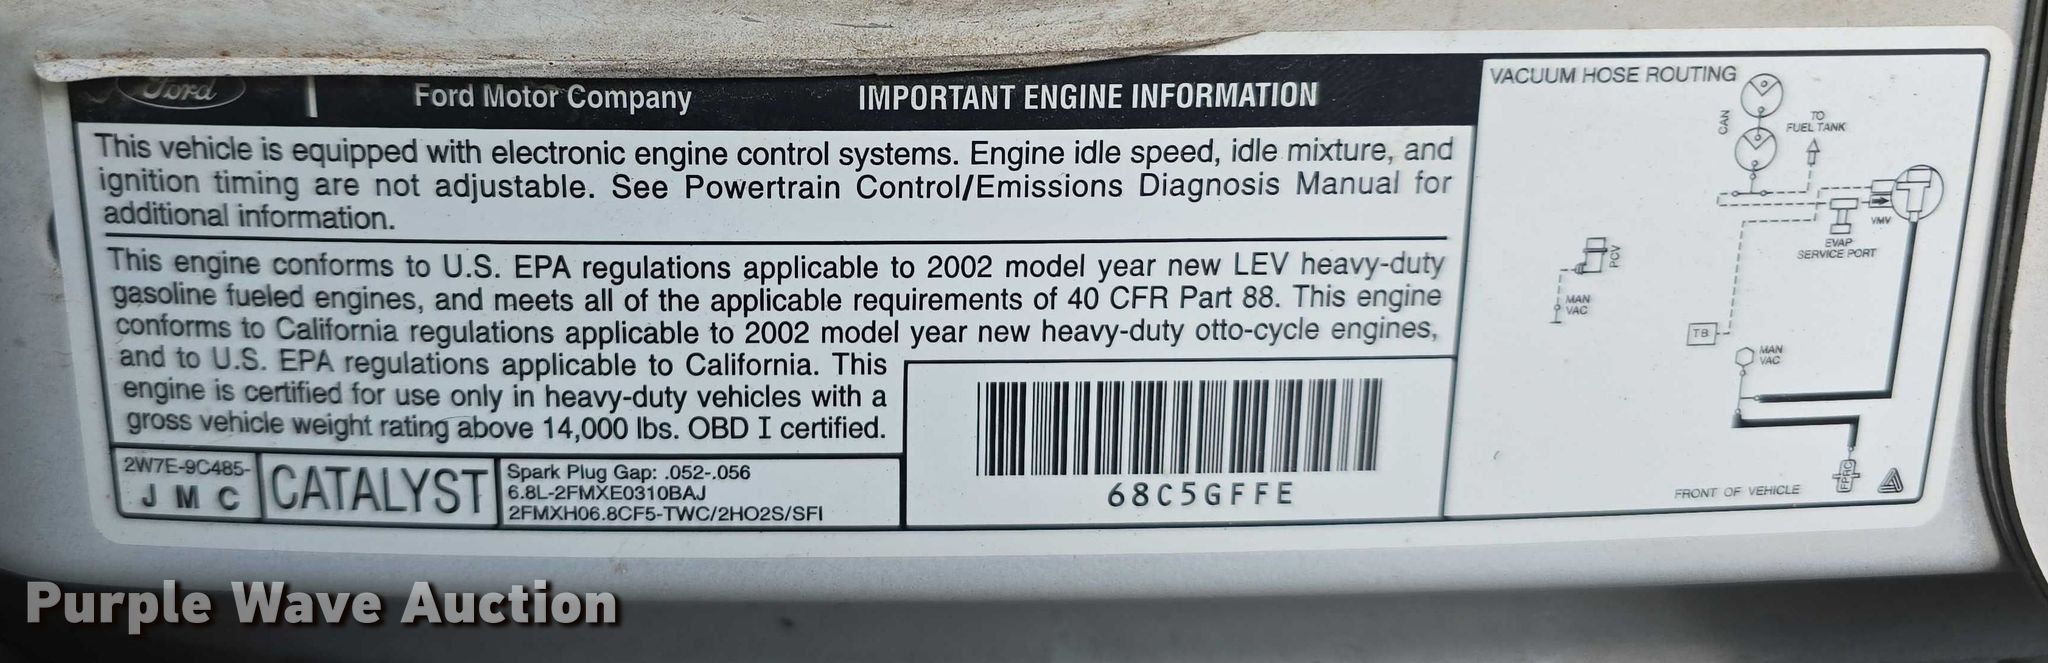 Ford
Ford Motor Company
IMPORTANT ENGINE INFORMATION
This vehicle is equipped with electronic engine control systems. Engine idle speed, idle mixture, and
ignition timing are not adjustable. See Powertrain Control/Emissions Diagnosis Manual for
additional information.
This engine conforms to U.S. EPA regulations applicable to 2002 model year new LEV heavy-duty
gasoline fueled engines, and meets all of the applicable requirements of 40 CFR Part 88. This engine
conforms to California regulations applicable to 2002 model year new heavy-duty otto-cycle engines,
and to U.S. EPA regulations applicable to California. This
engine is certified for use only in heavy-duty vehicles with a
gross vehicle weight rating above 14,000 lbs. OBD I certified.
2W7E-9C485-
J M C
CATALYST
Spark Plug Gap: .052-.056
6.8L-2FMXE0310BAJ
2FMXH06.8CF5-TWC/2HO2S/SFI
68C5GFFE
VACUUM HOSE ROUTING
CAN
TO
FUEL TANK
VMV
EVAP
SERVICE PORT
PCV
MAN
VAC
TB
MAN
VAC
FPRC
FRONT OF VEHICLE
Purple Wave Auction